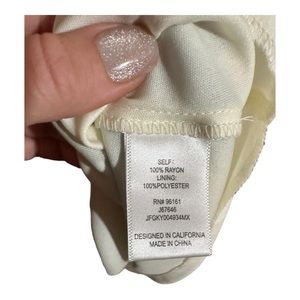 SELF:
100% RAYON
LINING:
100%POLYESTER
RN# 96161
J67646
JFGKY004934MX
DESIGNED IN CALIFORNIA
MADE IN CHINA